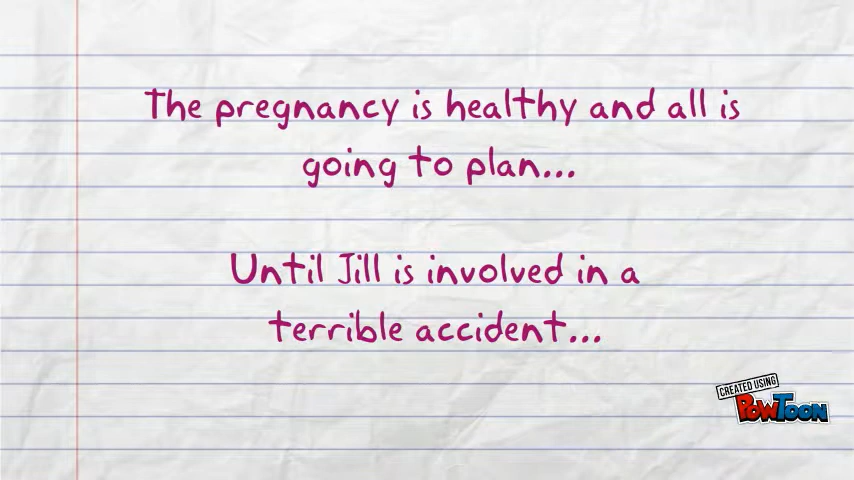 The pregnancy is healthy and all is
going to plan...
Until Jill is involved in a
terrible accident...
CREATED USING
POWTOON